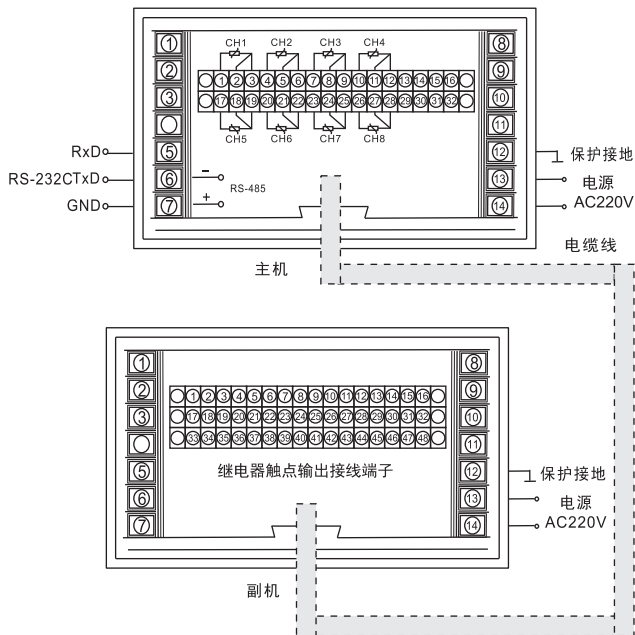 CH1 CH2 CH3 CH4
① ⑧
② ① ② ③ ④ ⑤ ⑥ ⑦ ⑧ ⑨ ⑩ ⑪ ⑫ ⑬ ⑭ ⑮ ⑯ ⑨
③ ⑰ ⑱ ⑲ ⑳ ㉑ ㉒ ㉓ ㉔ ㉕ ㉖ ㉗ ㉘ ㉙ ㉚ ㉛ ㉜ ⑩
CH5 CH6 CH7 CH8
⑪
RxD ⑤ ⑫ 保护接地
RS-232CTxD ⑥ − RS-485 ⑬ 电源
GND ⑦ + ⑭ AC220V
电缆线
主机
① ⑧
② ① ② ③ ④ ⑤ ⑥ ⑦ ⑧ ⑨ ⑩ ⑪ ⑫ ⑬ ⑭ ⑮ ⑯ ⑨
③ ⑰ ⑱ ⑲ ⑳ ㉑ ㉒ ㉓ ㉔ ㉕ ㉖ ㉗ ㉘ ㉙ ㉚ ㉛ ㉜ ⑩
㉝ ㉞ ㉟ ㊱ ㊲ ㊳ ㊴ ㊵ ㊶ ㊷ ㊸ ㊹ ㊺ ㊻ ㊼ ㊽ ⑪
继电器触点输出接线端子
⑤ ⑫ 保护接地
⑥ ⑬ 电源
⑦ ⑭ AC220V
副机